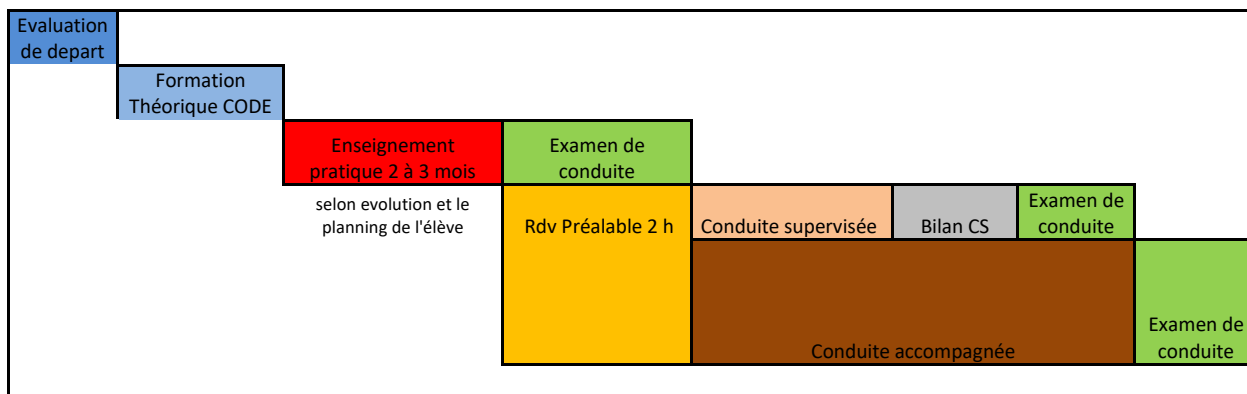 Evaluation
de depart
Formation
Théorique CODE
Enseignement
pratique 2 à 3 mois
Examen de
conduite
selon evolution et le
planning de l'élève
Rdv Préalable 2 h
Conduite supervisée
Bilan CS
Examen de
conduite
Conduite accompagnée
Examen de
conduite